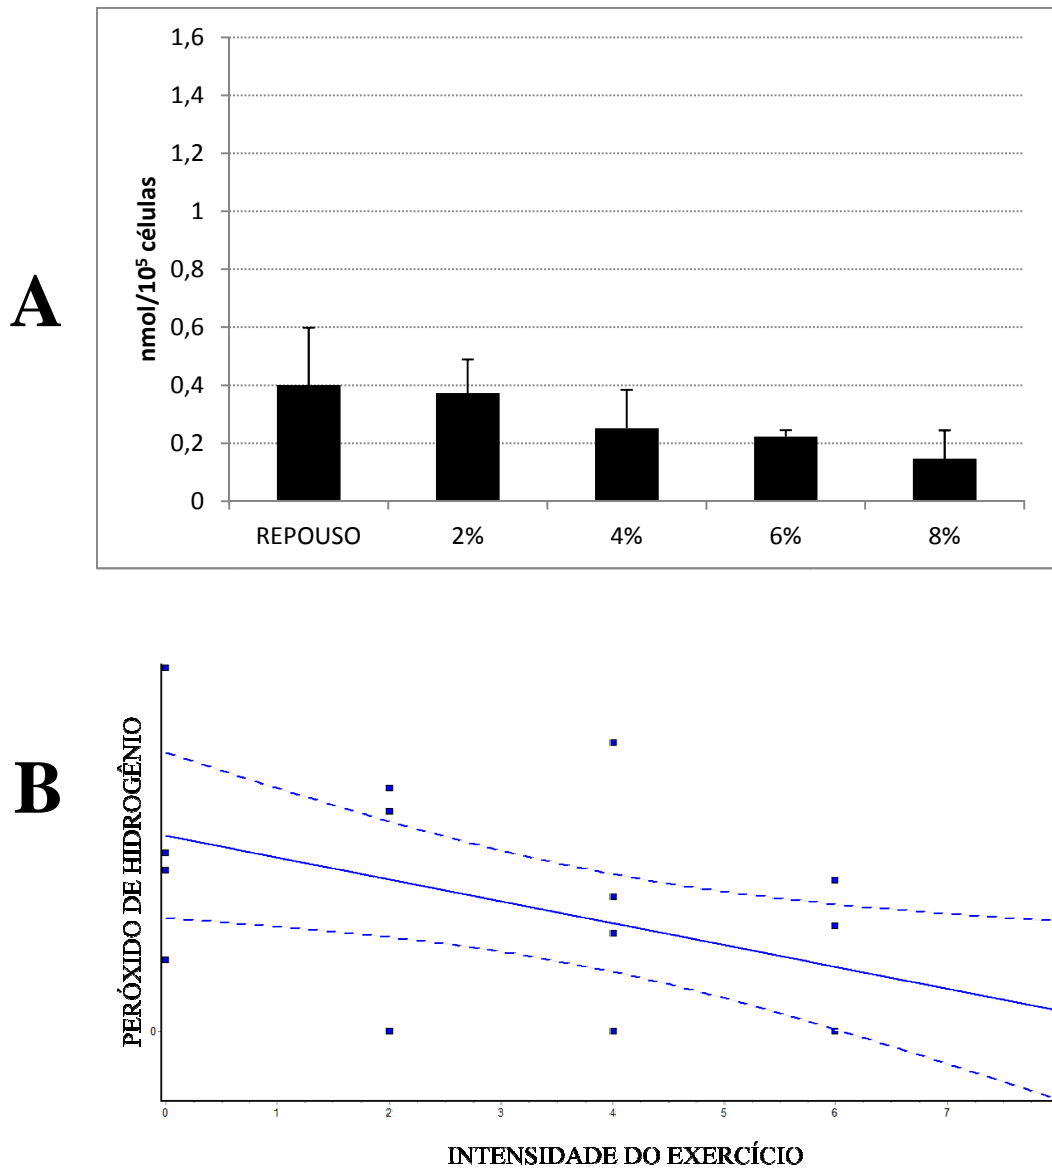 A
nmol/10⁵ células
1,6
1,4
1,2
1
0,8
0,6
0,4
0,2
0
REPOUSO 2% 4% 6% 8%
B
PERÓXIDO DE HIDROGÊNIO
0
0 1 2 3 4 5 6 7
INTENSIDADE DO EXERCÍCIO